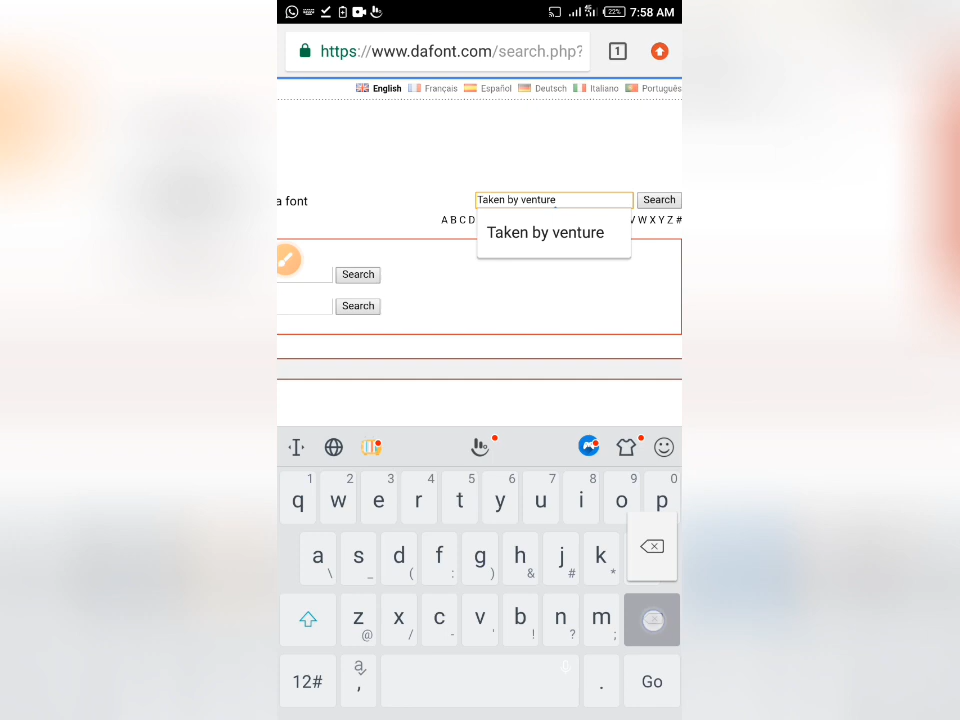 22% 7:58 AM
https://www.dafont.com/search.php? 1
English Français Español Deutsch Italiano Português
a font Taken by venture Search
A B C D V W X Y Z #
Taken by venture
Search
Search
1 2 3 4 5 6 7 8 9 0
q w e r t y u i o p
a s d f g h j k
\ _ ( : ) & # *
z x c v b n m
@ / - ' ! ? ;
12# a , . Go